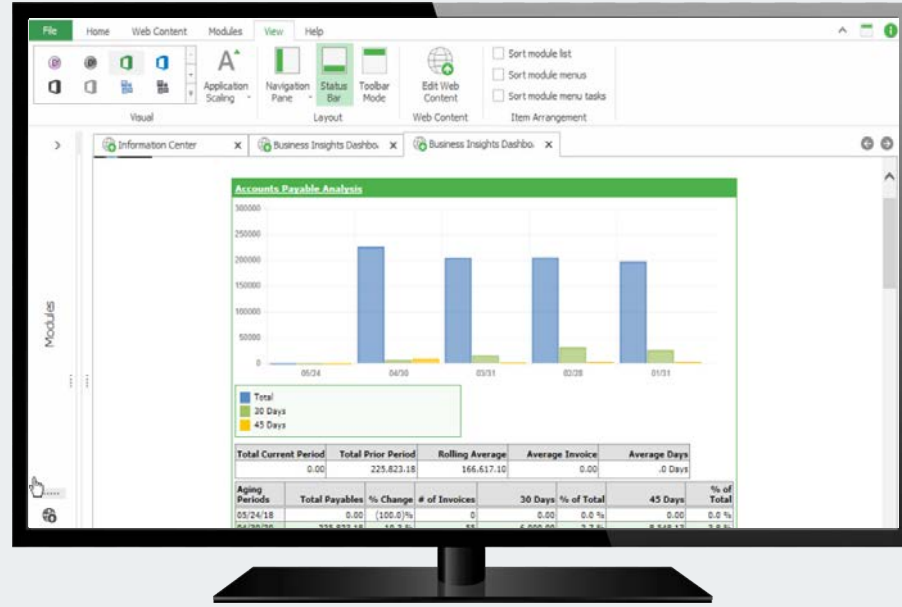 File Home Web Content Modules View Help
Application Scaling
Navigation Pane
Status Bar
Toolbar Mode
Edit Web Content
Sort module list
Sort module menus
Sort module menu tasks
Visual Layout Web Content Item Arrangement
Information Center Business Insights Dashbo. Business Insights Dashbo.
Modules
Accounts Payable Analysis
300000
250000
200000
150000
100000
50000
0
05/24 04/30 03/31 02/28 01/31
Total
30 Days
45 Days
Total Current Period Total Prior Period Rolling Average Average Invoice Average Days
0.00 225,823.18 166,617.10 0.00 .0 Days
Aging Periods Total Payables % Change # of Invoices 30 Days % of Total 45 Days % of Total
05/24/18 0.00 (100.0)% 0 0.00 0.0 % 0.00 0.0 %